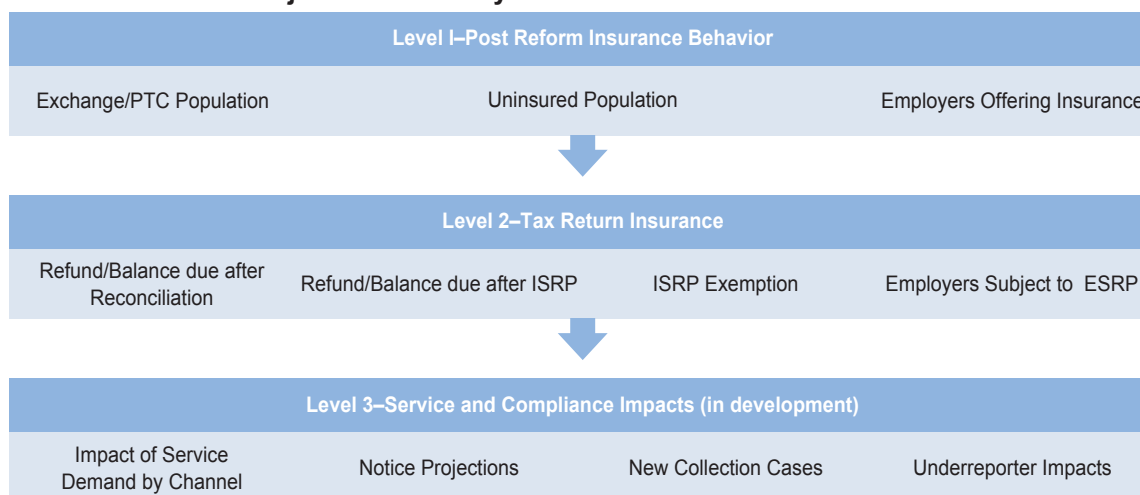 Level I–Post Reform Insurance Behavior
Exchange/PTC Population
Uninsured Population
Employers Offering Insurance
Level 2–Tax Return Insurance
Refund/Balance due after
Reconciliation
Refund/Balance due after ISRP
ISRP Exemption
Employers Subject to ESRP
Level 3–Service and Compliance Impacts (in development)
Impact of Service
Demand by Channel
Notice Projections
New Collection Cases
Underreporter Impacts